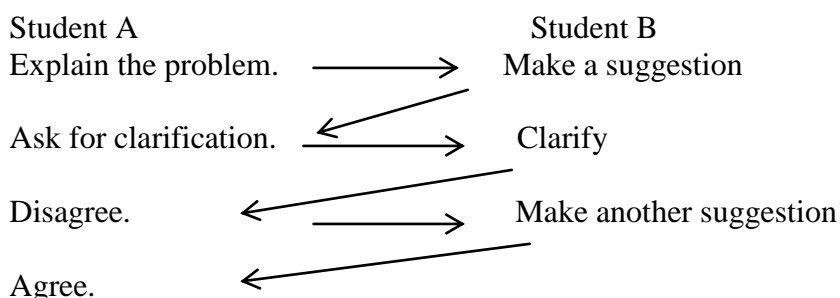 Student A Student B
Explain the problem. Make a suggestion
Ask for clarification. Clarify
Disagree. Make another suggestion
Agree.